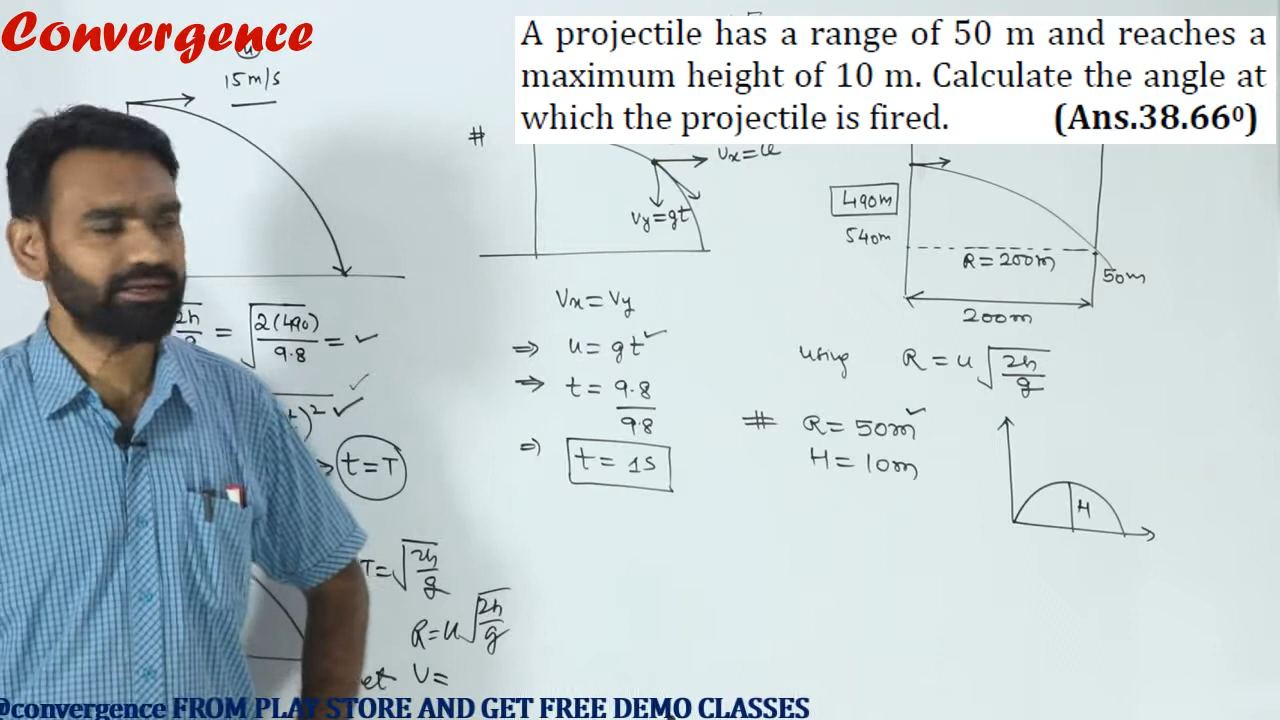 Convergence
A projectile has a range of 50 m and reaches a
maximum height of 10 m. Calculate the angle at
which the projectile is fired. (Ans.38.66⁰)
15m/s
#
Vx=u
Vy=gt
490m
540m
R=200m
50m
200m
= √2(490)/9.8 = ✓
t=T
T=√2h/g
R=u√2h/g
V=
Vx=Vy
⇒ u=gt ✓
⇒ t=9.8/9.8
⇒ t=1s
using R=u√2h/g
# R=50m ✓
H=10m
H
@convergence FROM PLAY STORE AND GET FREE DEMO CLASSES